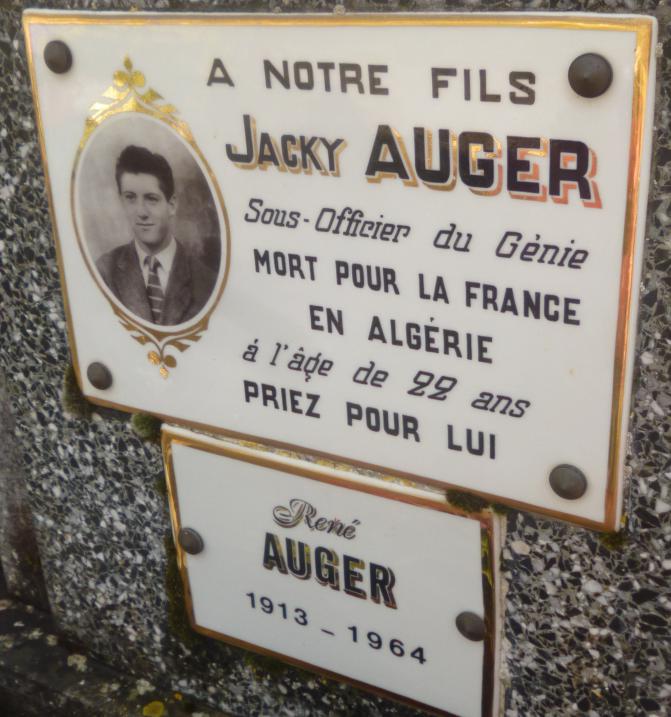 A NOTRE FILS
JACKY AUGER
Sous-Officier du Génie
MORT POUR LA FRANCE
EN ALGÉRIE
á l'âge de 22 ans
PRIEZ POUR LUI
René
AUGER
1913 - 1964